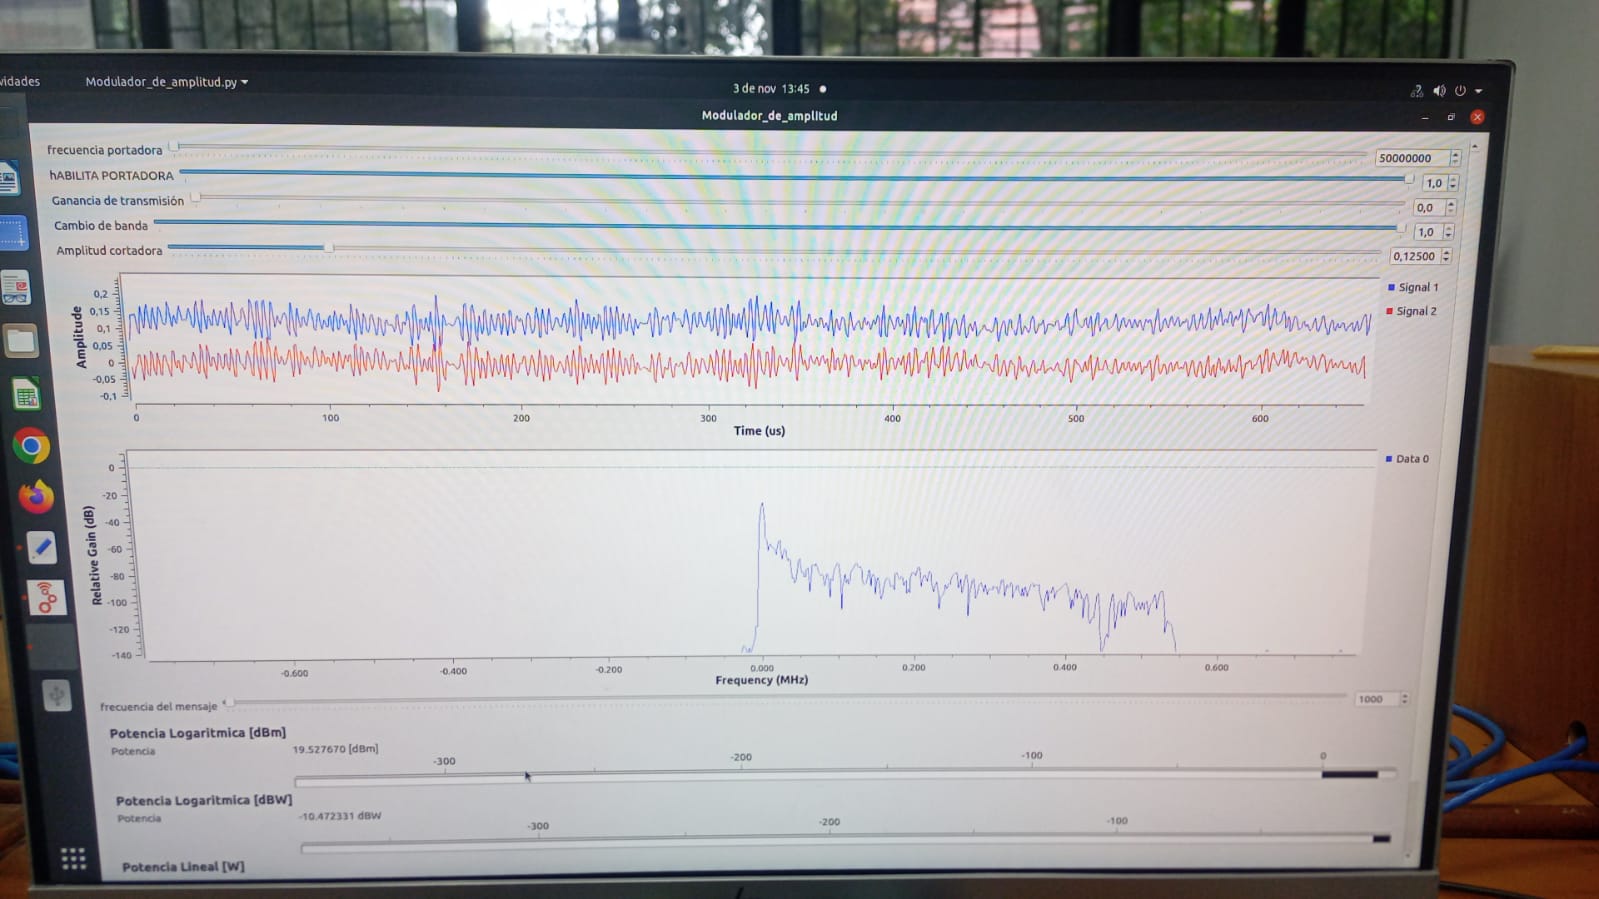 vidades Modulador_de_amplitud.py 3 de nov 13:45
Modulador_de_amplitud
frecuencia portadora 50000000
hABILITA PORTADORA 1,0
Ganancia de transmisión 0,0
Cambio de banda 1,0
Amplitud cortadora 0,12500
Amplitude
0,2
0,15
0,1
0,05
0
-0,05
-0,1
Signal 1
Signal 2
0 100 200 300 400 500 600
Time (us)
Relative Gain (dB)
0
-20
-40
-60
-80
-100
-120
-140
Data 0
-0.600 -0.400 -0.200 0.000 0.200 0.400 0.600
Frequency (MHz)
frecuencia del mensaje 1000
Potencia Logaritmica [dBm]
Potencia 19.527670 [dBm]
-300 -200 -100 0
Potencia Logaritmica [dBW]
Potencia -10.472331 dBW
-300 -200 -100
Potencia Lineal [W]